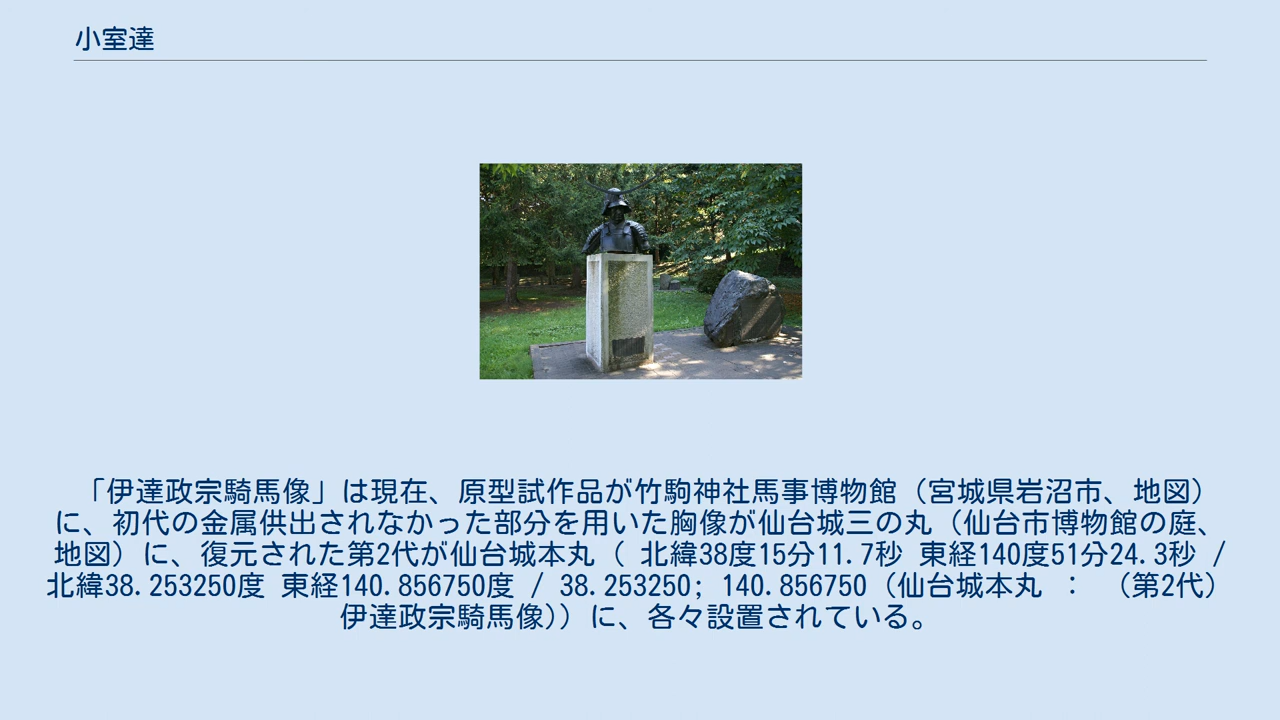 小室達
「伊達政宗騎馬像」は現在、原型試作品が竹駒神社馬事博物館（宮城県岩沼市、地図）
に、初代の金属供出されなかった部分を用いた胸像が仙台城三の丸（仙台市博物館の庭、
地図）に、復元された第2代が仙台城本丸（ 北緯38度15分11.7秒 東経140度51分24.3秒 /
北緯38.253250度 東経140.856750度 / 38.253250; 140.856750（仙台城本丸 ： （第2代）
伊達政宗騎馬像)）に、各々設置されている。